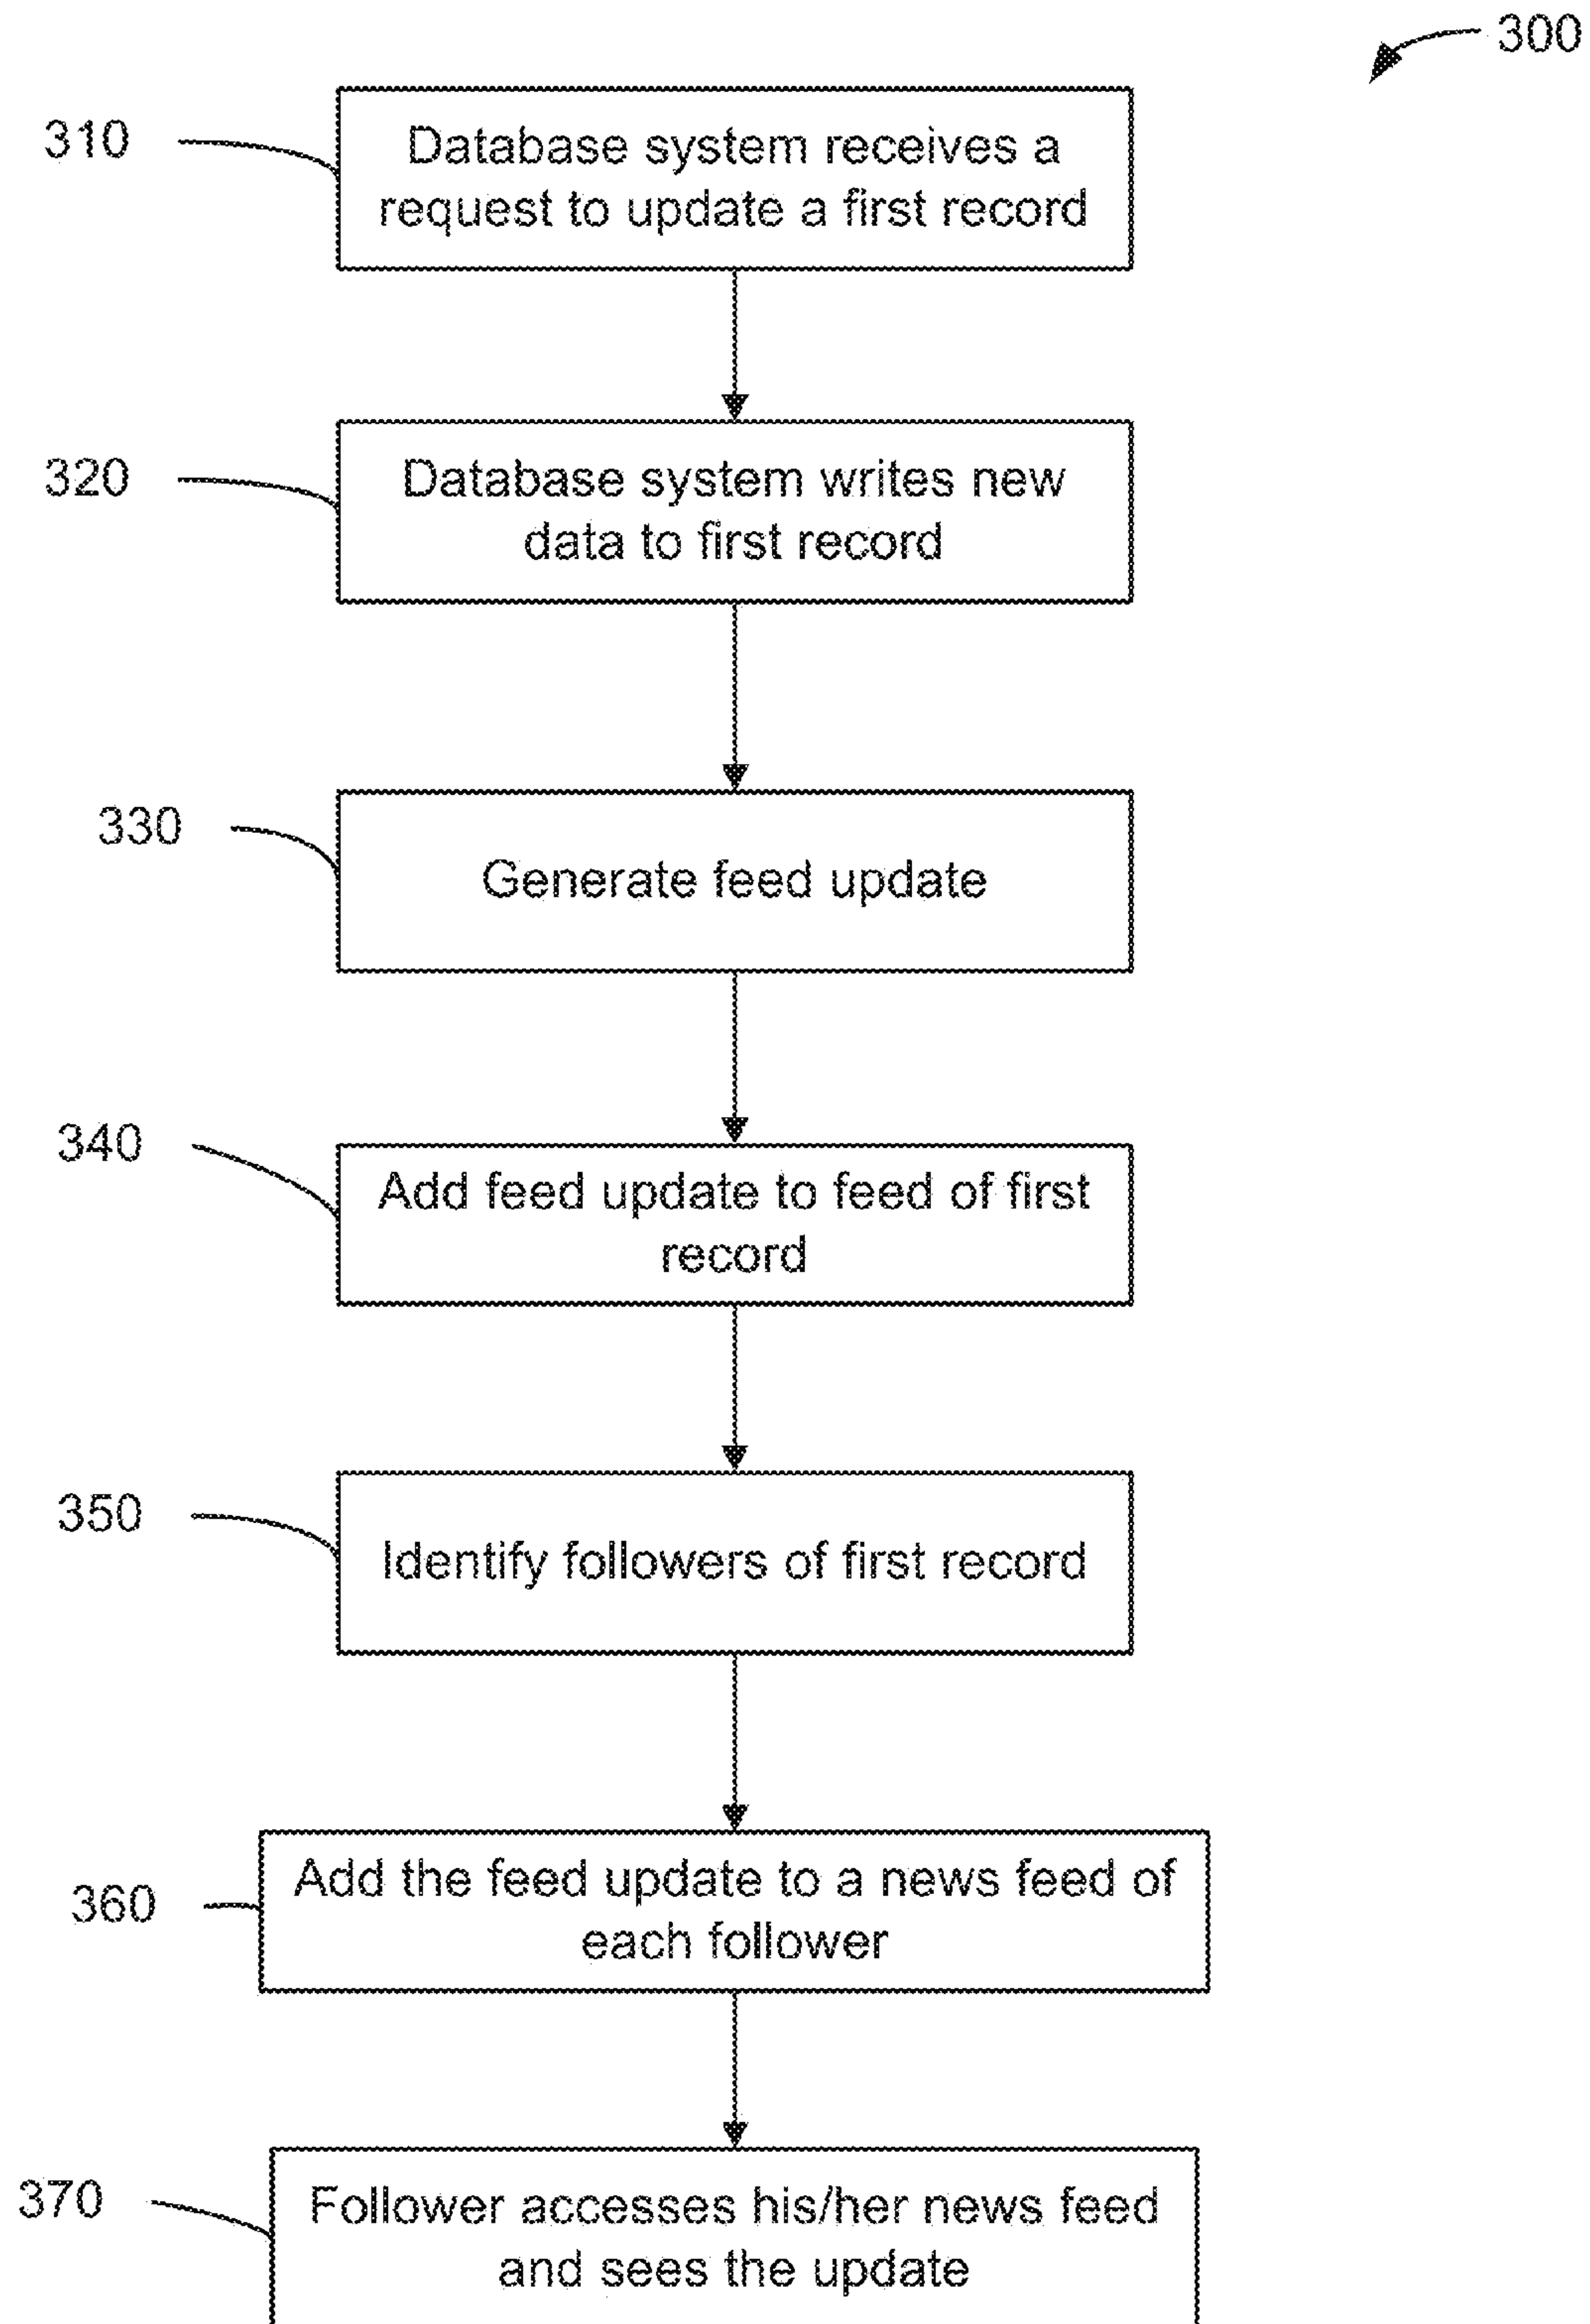 300
310
Database system receives a
request to update a first record
320
Database system writes new
data to first record
330
Generate feed update
340
Add feed update to feed of first
record
350
Identify followers of first record
360
Add the feed update to a news feed of
each follower
370
Follower accesses his/her news feed
and sees the update